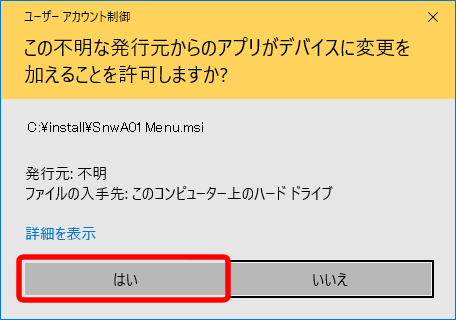 ユーザー アカウント制御
この不明な発行元からのアプリがデバイスに変更を
加えることを許可しますか?
C:¥install¥SnwA01Menu.msi
発行元: 不明
ファイルの入手先: このコンピューター上のハード ドライブ
詳細を表示
はい
いいえ